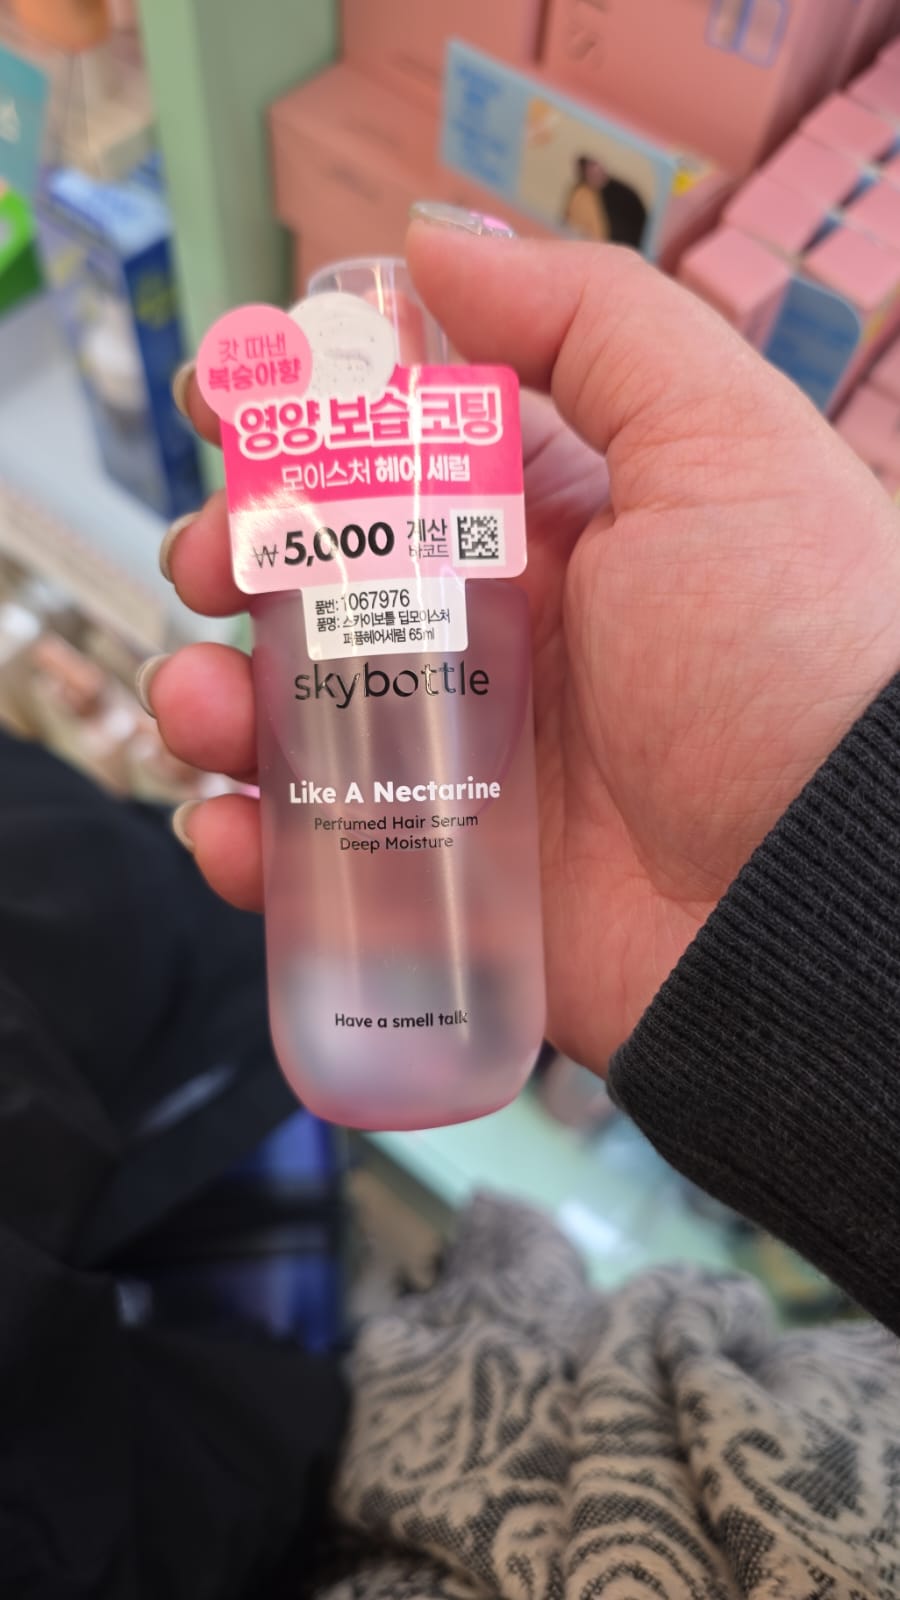 갓 따낸
복숭아향
영양 보습 코팅
모이스처 헤어 세럼
₩5,000 계산
바코드
품번: 1067976
품명: 스카이보틀 딥모이스처
퍼퓸헤어세럼 65ml
skybottle
Like A Nectarine
Perfumed Hair Serum
Deep Moisture
Have a smell talk